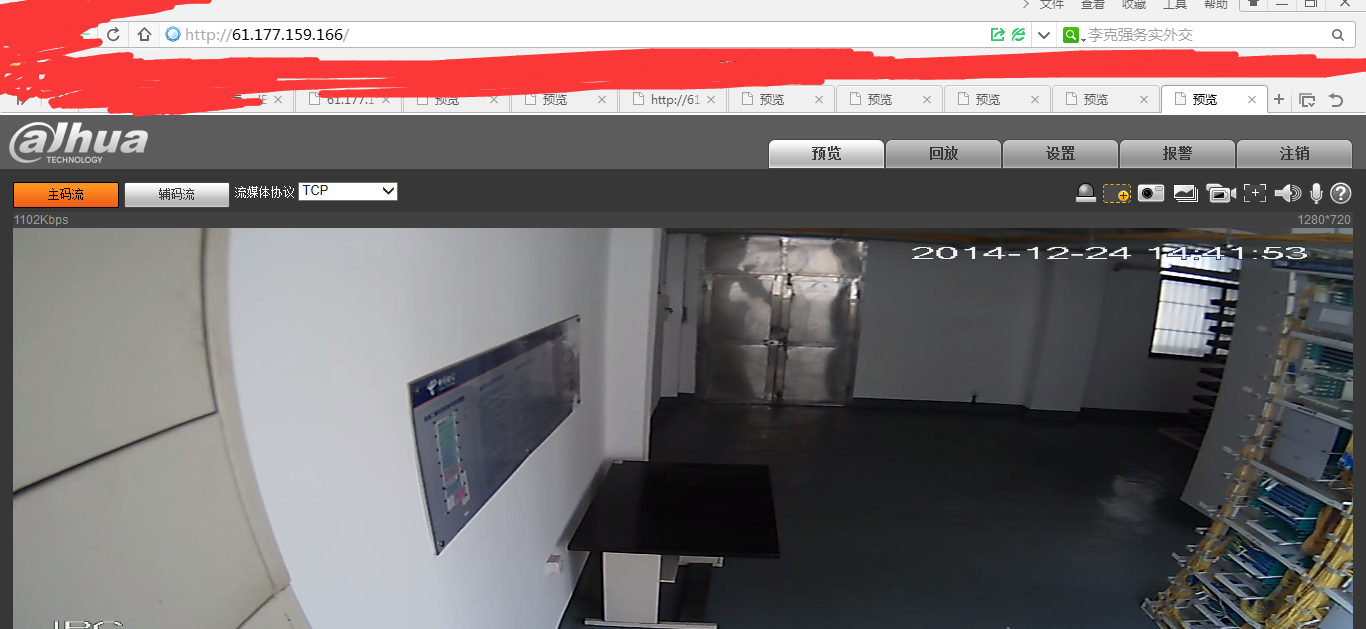 文件 查看 收藏 工具 帮助
http://61.177.159.166/
李克强务实外交
61.177.1 预览 预览 http://61 预览 预览 预览 预览 预览
alhua
TECHNOLOGY
预览 回放 设置 报警 注销
主码流 辅码流 流媒体协议 TCP
1102Kbps 1280*720
2014-12-24 14:41:53
IPC